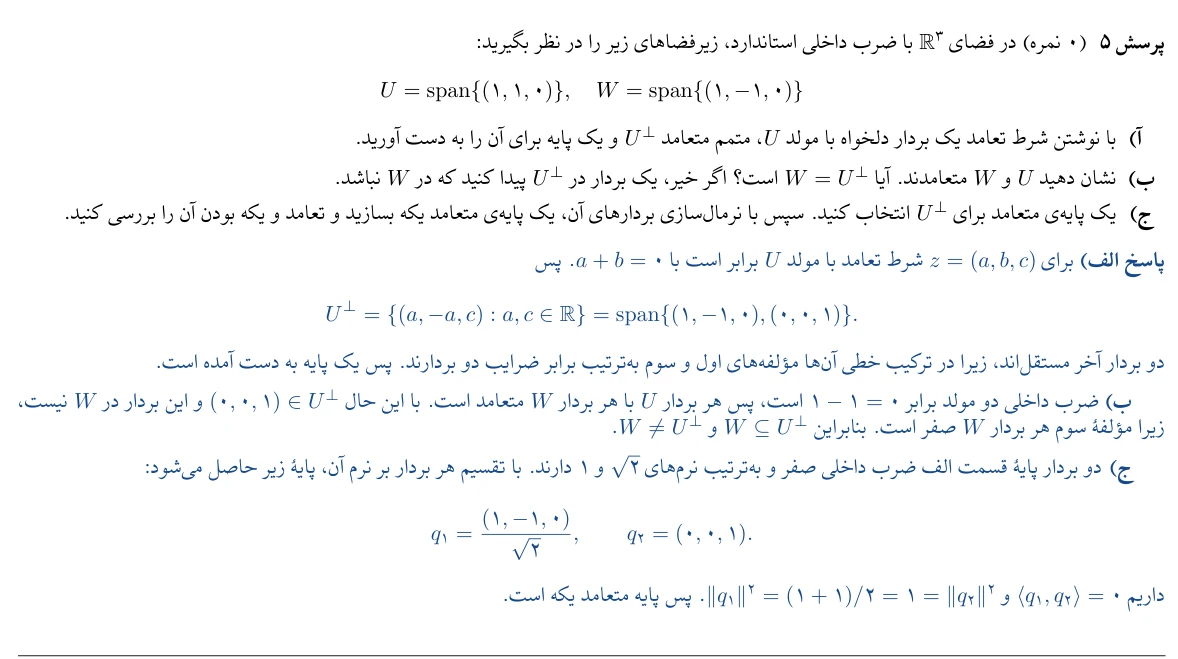 پرسش ۵ (۰ نمره) در فضای ℝ^۳ با ضرب داخلی استاندارد، زیرفضاهای زیر را در نظر بگیرید:
U = span{(۱, ۱, ۰)}, W = span{(۱, −۱, ۰)}
آ) با نوشتن شرط تعامد یک بردار دلخواه با مولد U، متمم متعامد U^⊥ و یک پایه برای آن را به دست آورید.
ب) نشان دهید U و W متعامدند. آیا W = U^⊥ است؟ اگر خیر، یک بردار در U^⊥ پیدا کنید که در W نباشد.
ج) یک پایه‌ی متعامد برای U^⊥ انتخاب کنید. سپس با نرمال‌سازی بردارهای آن، یک پایه‌ی متعامد یکه بسازید و تعامد و یکه بودن آن را بررسی کنید.
پاسخ الف) برای z = (a, b, c) شرط تعامد با مولد U برابر است با a + b = ۰. پس
U^⊥ = {(a, −a, c) : a, c ∈ ℝ} = span{(۱, −۱, ۰), (۰, ۰, ۱)}.
دو بردار آخر مستقل‌اند، زیرا در ترکیب خطی آن‌ها مؤلفه‌های اول و سوم به‌ترتیب برابر ضرایب دو بردارند. پس یک پایه به دست آمده است.
ب) ضرب داخلی دو مولد برابر ۱ − ۱ = ۰ است، پس هر بردار U با هر بردار W متعامد است. با این حال (۰, ۰, ۱) ∈ U^⊥ و این بردار در W نیست،
زیرا مؤلفهٔ سوم هر بردار W صفر است. بنابراین W ⊆ U^⊥ و W ≠ U^⊥.
ج) دو بردار پایهٔ قسمت الف ضرب داخلی صفر و به‌ترتیب نرم‌های √۲ و ۱ دارند. با تقسیم هر بردار بر نرم آن، پایهٔ زیر حاصل می‌شود:
q₁ = (۱, −۱, ۰)/√۲, q₂ = (۰, ۰, ۱).
داریم ⟨q₁, q₂⟩ = ۰ و ‖q₁‖^۲ = (۱ + ۱)/۲ = ۱ = ‖q₂‖^۲. پس پایه متعامد یکه است.